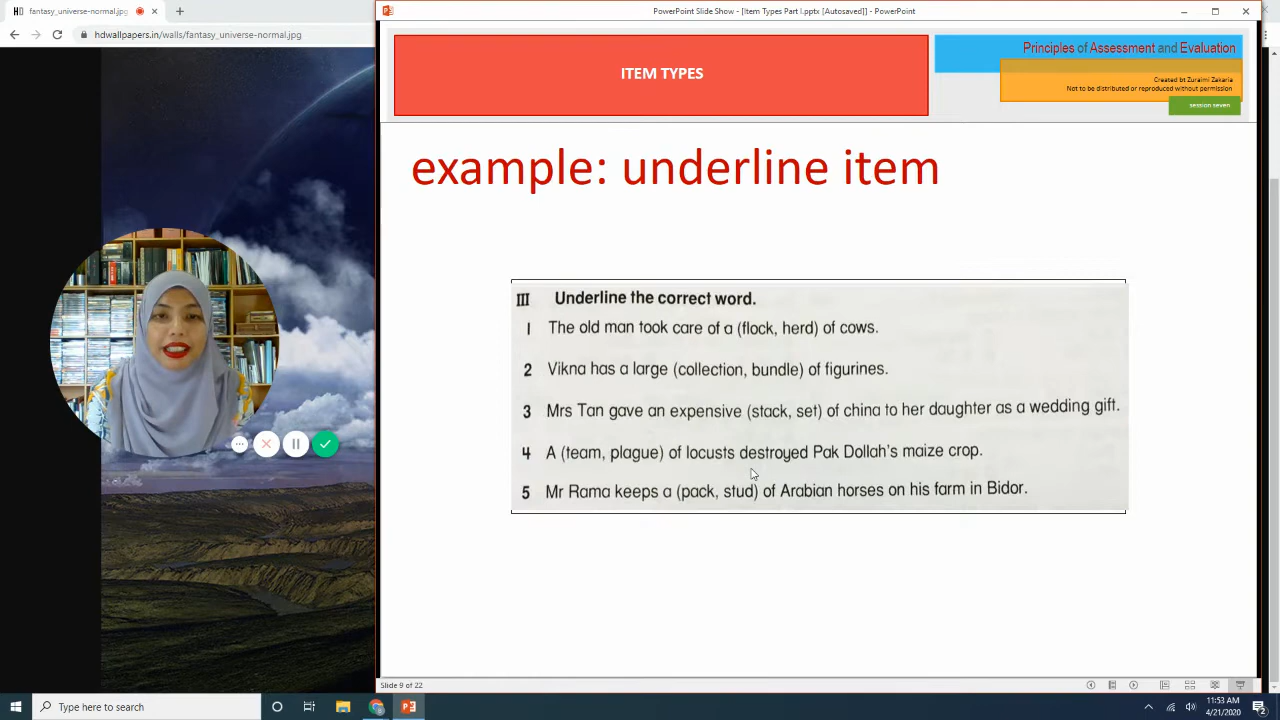 fantasy_universe-normal.jpg
hdwallpapers.in/walls/fantasy_universe-normal.jpg
PowerPoint Slide Show - [Item Types Part I.pptx [Autosaved]] - PowerPoint
ITEM TYPES
Principles of Assessment and Evaluation
Created bt Zuraimi Zakaria
Not to be distributed or reproduced without permission
session seven
example: underline item
III Underline the correct word.
1 The old man took care of a (flock, herd) of cows.
2 Vikna has a large (collection, bundle) of figurines.
3 Mrs Tan gave an expensive (stack, set) of china to her daughter as a wedding gift.
4 A (team, plague) of locusts destroyed Pak Dollah's maize crop.
5 Mr Rama keeps a (pack, stud) of Arabian horses on his farm in Bidor.
Slide 9 of 22
Type here to search
11:53 AM
4/21/2020
2